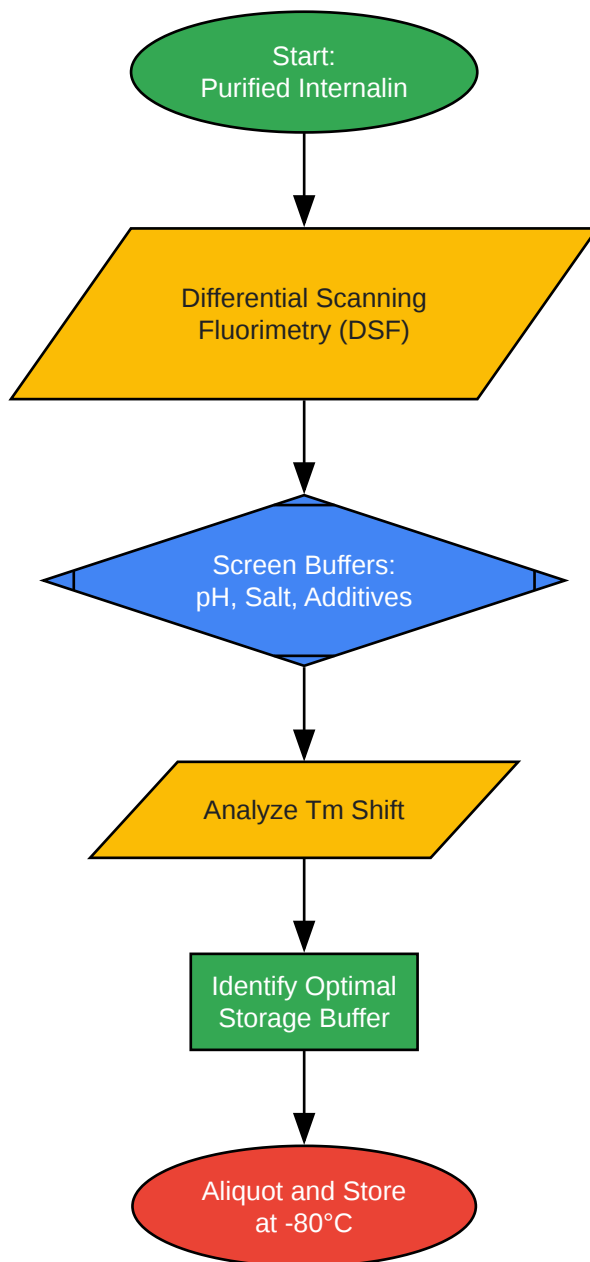 Start:
Purified Internalin
Differential Scanning
Fluorimetry (DSF)
Screen Buffers:
pH, Salt, Additives
Analyze Tm Shift
Identify Optimal
Storage Buffer
Aliquot and Store
at -80°C